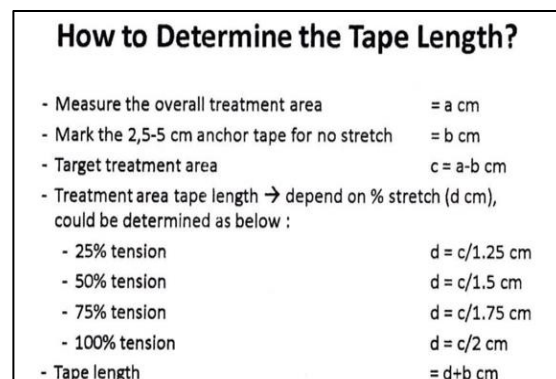 How to Determine the Tape Length?
- Measure the overall treatment area = a cm
- Mark the 2,5-5 cm anchor tape for no stretch = b cm
- Target treatment area c = a-b cm
- Treatment area tape length → depend on % stretch (d cm),
could be determined as below :
- 25% tension d = c/1.25 cm
- 50% tension d = c/1.5 cm
- 75% tension d = c/1.75 cm
- 100% tension d = c/2 cm
- Tape length = d+b cm